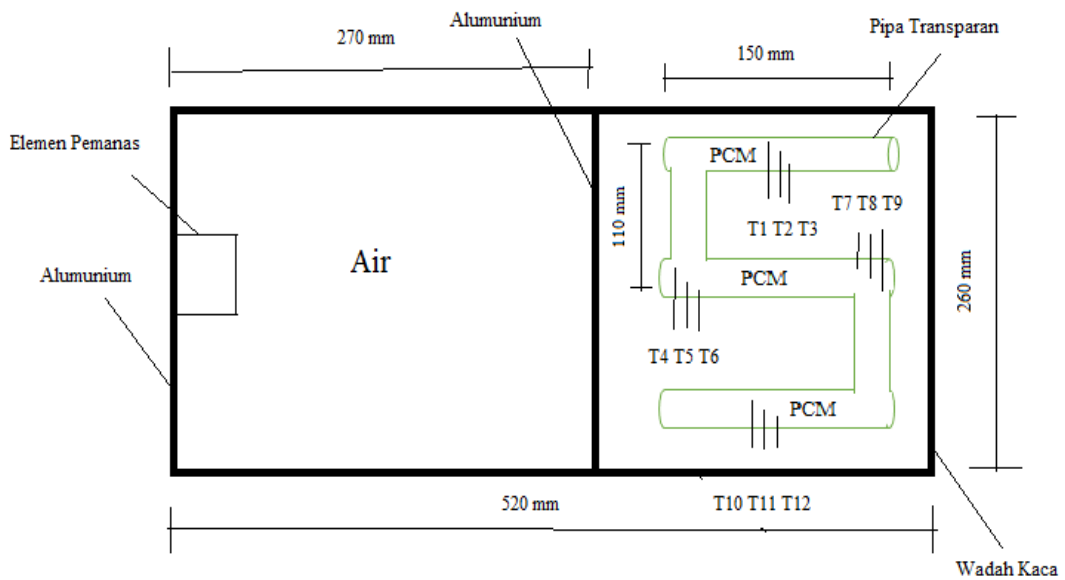 Alumunium
270 mm
150 mm
Pipa Transparan
Elemen Pemanas
PCM
T7 T8 T9
110 mm
T1 T2 T3
Air
PCM
Alumunium
260 mm
T4 T5 T6
PCM
520 mm
T10 T11 T12
Wadah Kaca